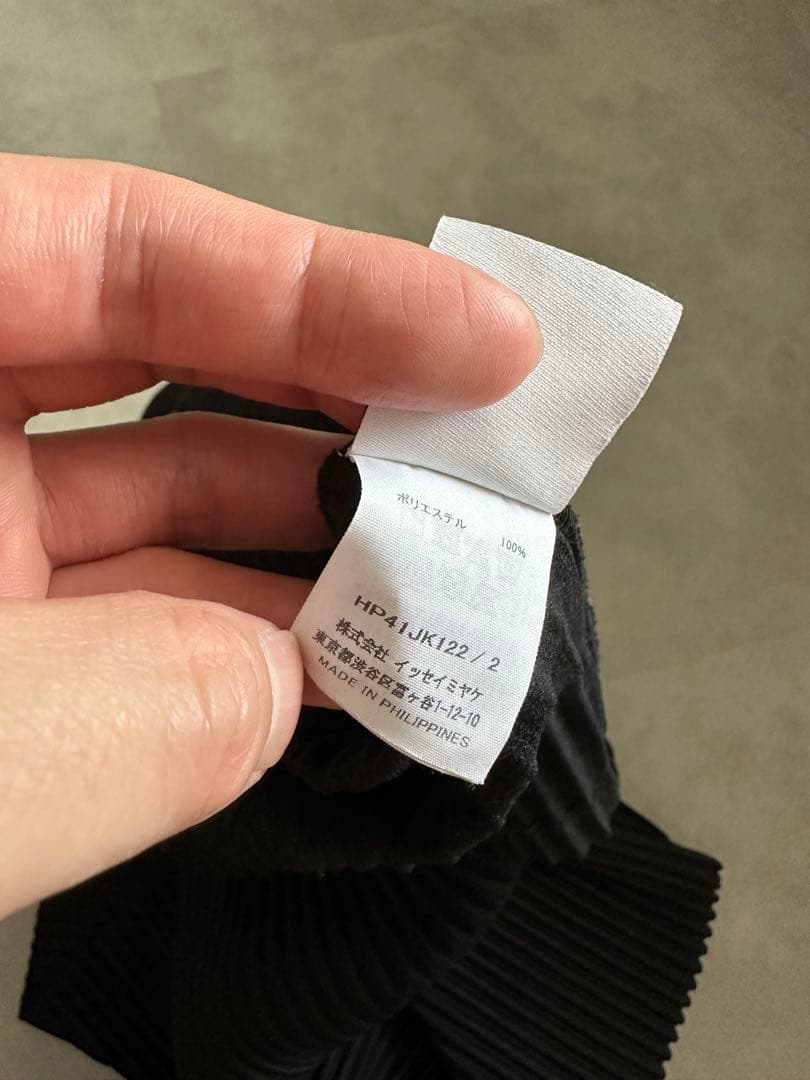 ポリエステル 100%
HP41JK122 / 2
株式会社 イッセイミヤケ
東京都渋谷区富ヶ谷1-12-10
MADE IN PHILIPPINES